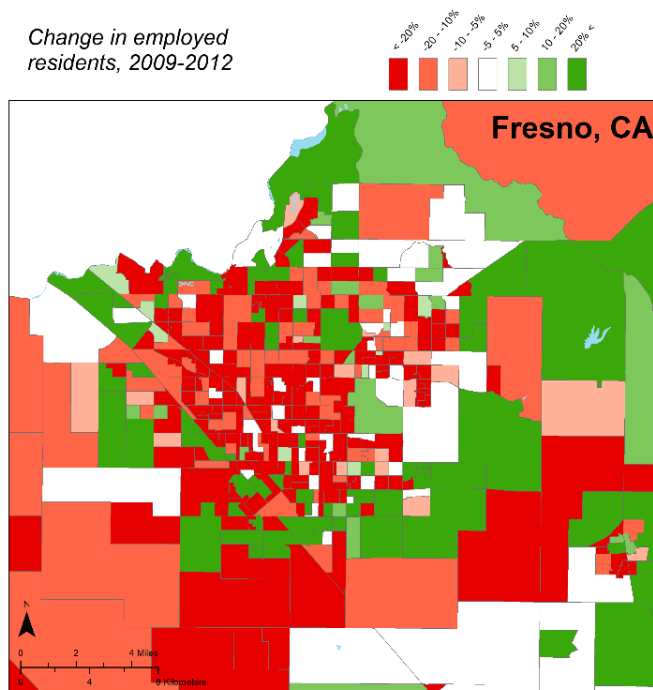 Change in employed
residents, 2009-2012
< -20%
-20 - -10%
-10 - -5%
-5 - 5%
5 - 10%
10 - 20%
20% <
Fresno, CA
N
0 2 4 Miles
0 4 8 Kilometers